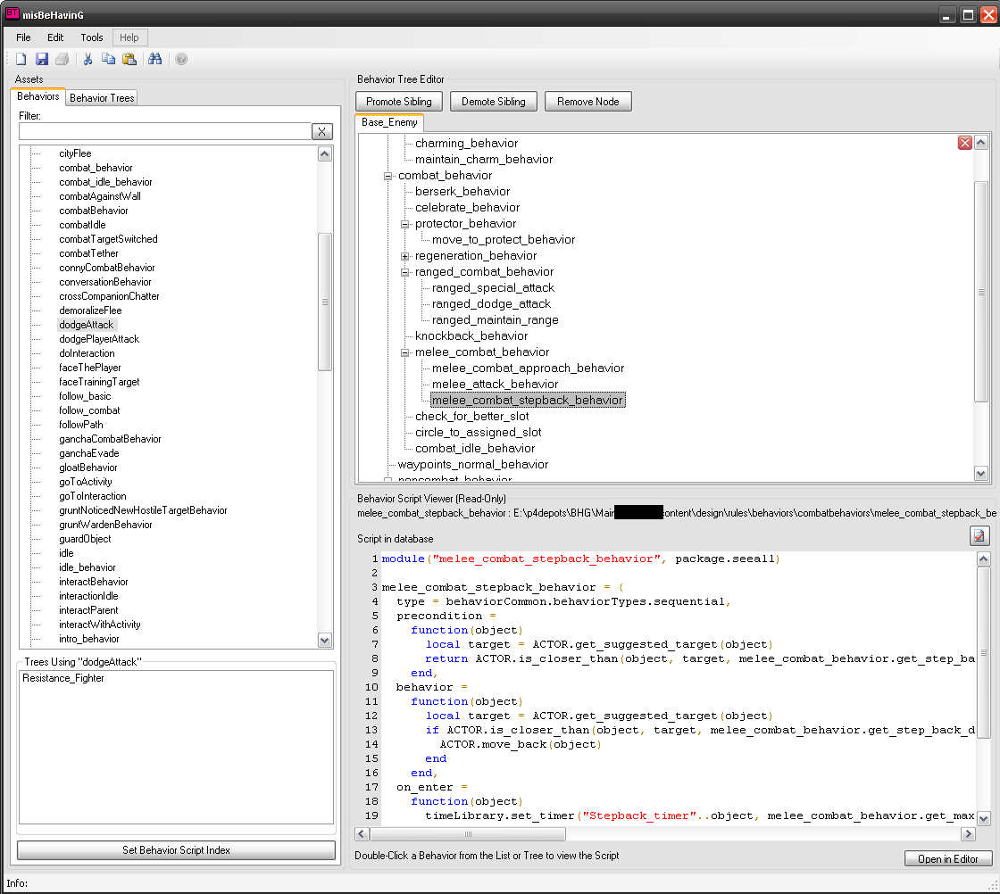 BT misBeHavinG
File Edit Tools Help
Assets
Behaviors Behavior Trees
Filter:
X
cityFlee
combat_behavior
combat_idle_behavior
combatAgainstWall
combatBehavior
combatIdle
combatTargetSwitched
combatTether
connyCombatBehavior
conversationBehavior
crossCompanionChatter
demoralizeFlee
dodgeAttack
dodgePlayerAttack
doInteraction
faceThePlayer
faceTrainingTarget
follow_basic
follow_combat
followPath
ganchaCombatBehavior
ganchaEvade
gloatBehavior
goToActivity
goToInteraction
gruntNoticedNewHostileTargetBehavior
gruntWardenBehavior
guardObject
idle
idle_behavior
interactBehavior
interactionIdle
interactParent
interactWithActivity
intro_behavior
Trees Using "dodgeAttack"
Resistance_Fighter
Set Behavior Script Index
Behavior Tree Editor
Promote Sibling Demote Sibling Remove Node
Base_Enemy
charming_behavior
maintain_charm_behavior
combat_behavior
berserk_behavior
celebrate_behavior
protector_behavior
move_to_protect_behavior
regeneration_behavior
ranged_combat_behavior
ranged_special_attack
ranged_dodge_attack
ranged_maintain_range
knockback_behavior
melee_combat_behavior
melee_combat_approach_behavior
melee_attack_behavior
melee_combat_stepback_behavior
check_for_better_slot
circle_to_assigned_slot
combat_idle_behavior
waypoints_normal_behavior
noncombat_behavior
Behavior Script Viewer (Read-Only)
melee_combat_stepback_behavior : E:\p4depots\BHG\Main ontent\design\rules\behaviors\combatbehaviors\melee_combat_stepback_be
Script in database
1 module("melee_combat_stepback_behavior", package.seeall)
2
3 melee_combat_stepback_behavior = {
4 type = behaviorCommon.behaviorTypes.sequential,
5 precondition =
6 function(object)
7 local target = ACTOR.get_suggested_target(object)
8 return ACTOR.is_closer_than(object, target, melee_combat_behavior.get_step_ba
9 end,
10 behavior =
11 function(object)
12 local target = ACTOR.get_suggested_target(object)
13 if ACTOR.is_closer_than(object, target, melee_combat_behavior.get_step_back_d
14 ACTOR.move_back(object)
15 end
16 end,
17 on_enter =
18 function(object)
19 timeLibrary.set_timer("Stepback_timer"..object, melee_combat_behavior.get_max
Double-Click a Behavior from the List or Tree to view the Script
Open in Editor
Info: